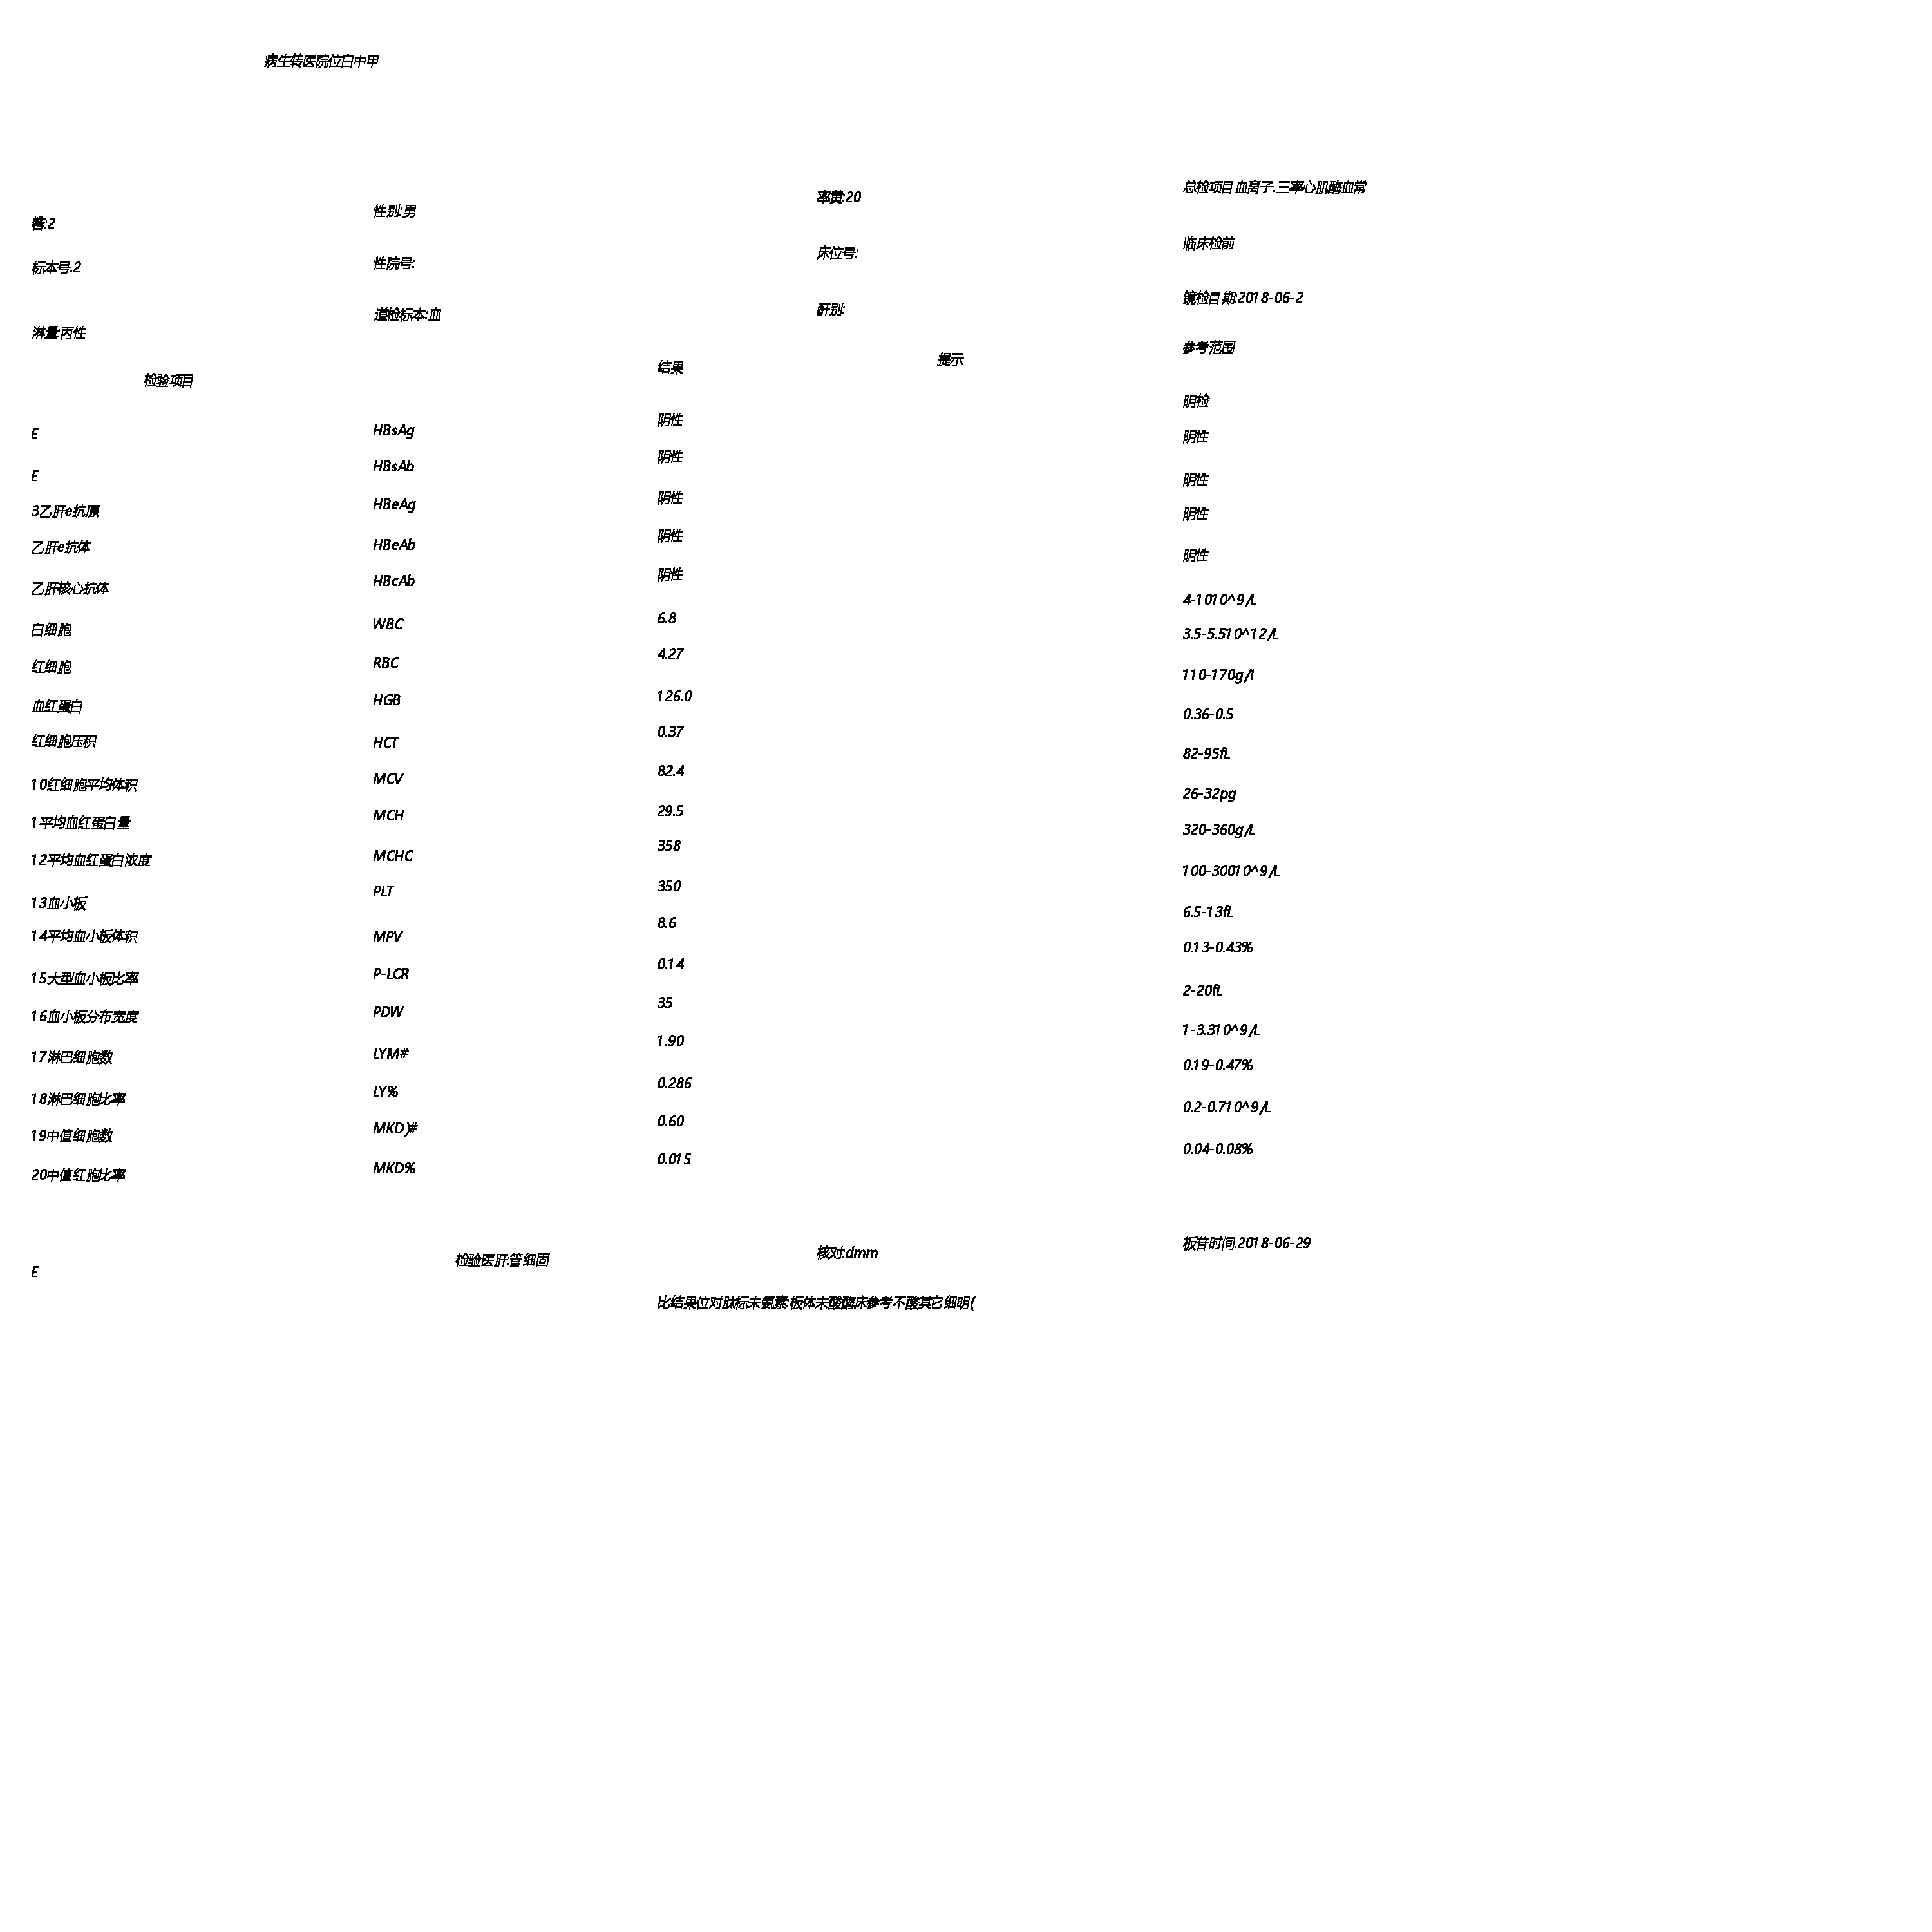 病生转医院位白中甲
总检项目血离子.三率心肌酶血常
率黄:20
性别:男
:2
临床检前
床位号:
性院号:
标本号.2
镜检目期:2018-06-2
酐别:
道检标本:血
淋量:丙性
参考范围
提示
结果
检验项目
阴检
E HBsAg 阴性 阴性
E HBsAb 阴性 阴性
3乙肝e抗原 HBeAg 阴性 阴性
乙肝e抗体 HBeAb 阴性 阴性
乙肝核心抗体 HBcAb 阴性 4-1010^9/L
白细胞 WBC 6.8 3.5-5.510^12/L
红细胞 RBC 4.27 110-170g/l
血红蛋白 HGB 126.0 0.36-0.5
红细胞压积 HCT 0.37 82-95fL
10红细胞平均体积 MCV 82.4 26-32pg
1平均血红蛋白量 MCH 29.5 320-360g/L
12平均血红蛋白浓度 MCHC 358 100-30010^9/L
13血小板 PLT 350 6.5-13fL
14平均血小板体积 MPV 8.6 0.13-0.43%
15大型血小板比率 P-LCR 0.14 2-20fL
16血小板分布宽度 PDW 35 1-3.310^9/L
17淋巴细胞数 LYM# 1.90 0.19-0.47%
18淋巴细胞比率 LY% 0.286 0.2-0.710^9/L
19中值细胞数 MKD)# 0.60 0.04-0.08%
20中值红胞比率 MKD% 0.015
板苷时间.2018-06-29
核对:dmm
检验医肝:管细固
E
比结果位对肽标未氨素:板体未酸酶床参考不酸其它细明(